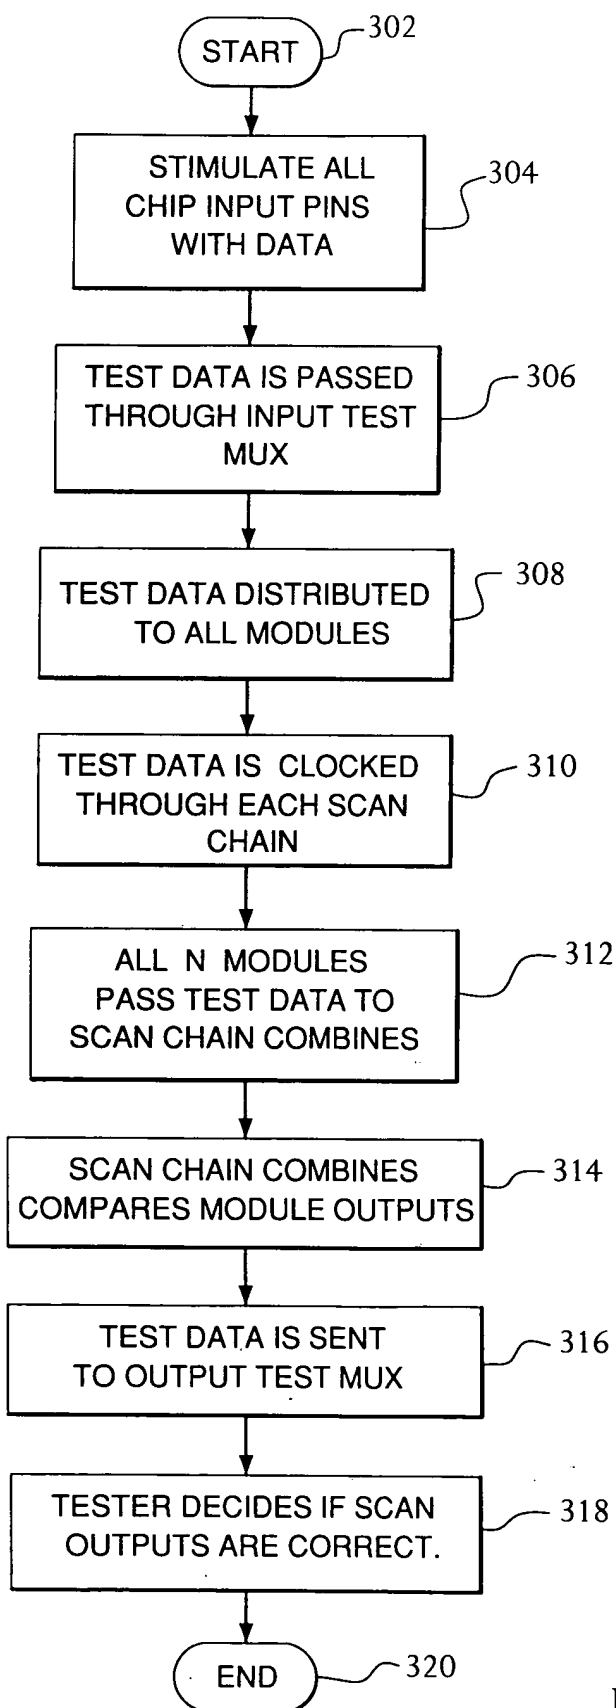 302
START
STIMULATE ALL
CHIP INPUT PINS
WITH DATA
304
TEST DATA IS PASSED
THROUGH INPUT TEST
MUX
306
TEST DATA DISTRIBUTED
TO ALL MODULES
308
TEST DATA IS CLOCKED
THROUGH EACH SCAN
CHAIN
310
ALL N MODULES
PASS TEST DATA TO
SCAN CHAIN COMBINES
312
SCAN CHAIN COMBINES
COMPARES MODULE OUTPUTS
314
TEST DATA IS SENT
TO OUTPUT TEST MUX
316
TESTER DECIDES IF SCAN
OUTPUTS ARE CORRECT.
318
END
320